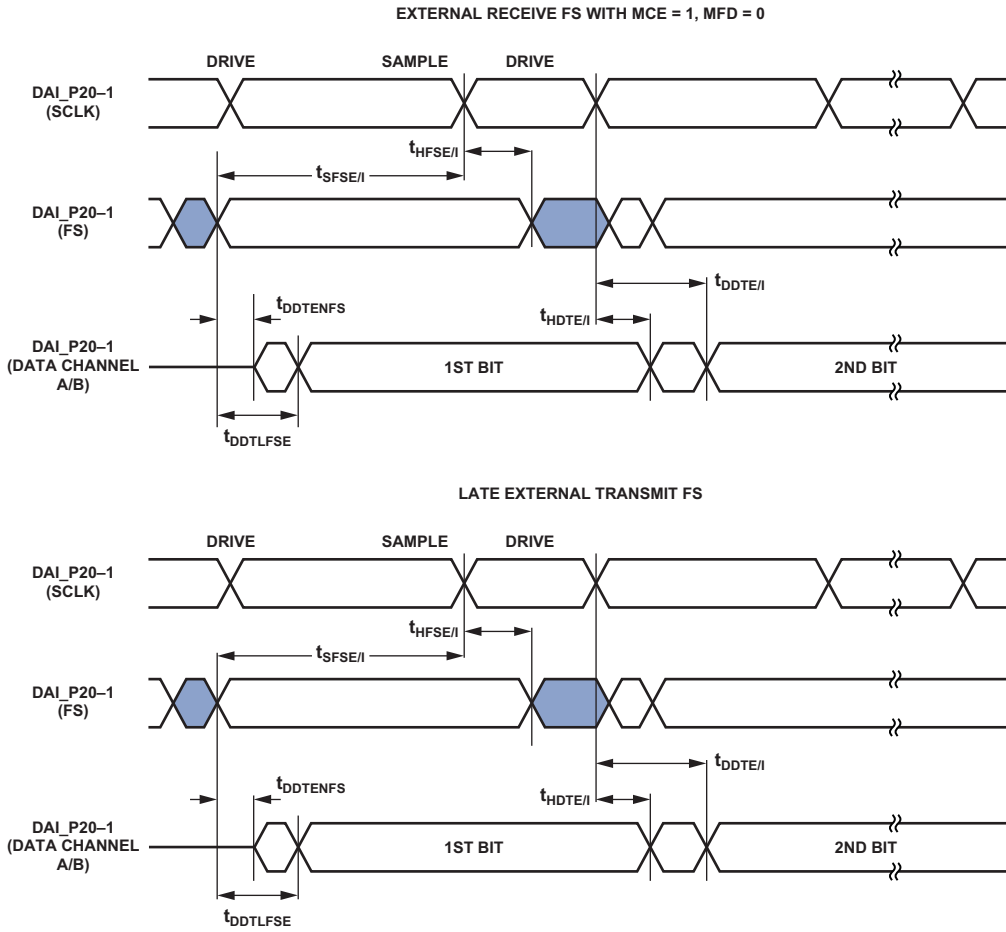 EXTERNAL RECEIVE FS WITH MCE = 1, MFD = 0
DRIVE SAMPLE DRIVE
DAI_P20–1
(SCLK)
tHFSE/I
tSFSE/I
DAI_P20–1
(FS)
tDDTE/I
tDDTENFS
tHDTE/I
DAI_P20–1
(DATA CHANNEL
A/B)
1ST BIT 2ND BIT
tDDTLFSE
LATE EXTERNAL TRANSMIT FS
DRIVE SAMPLE DRIVE
DAI_P20–1
(SCLK)
tHFSE/I
tSFSE/I
DAI_P20–1
(FS)
tDDTE/I
tDDTENFS
tHDTE/I
DAI_P20–1
(DATA CHANNEL
A/B)
1ST BIT 2ND BIT
tDDTLFSE